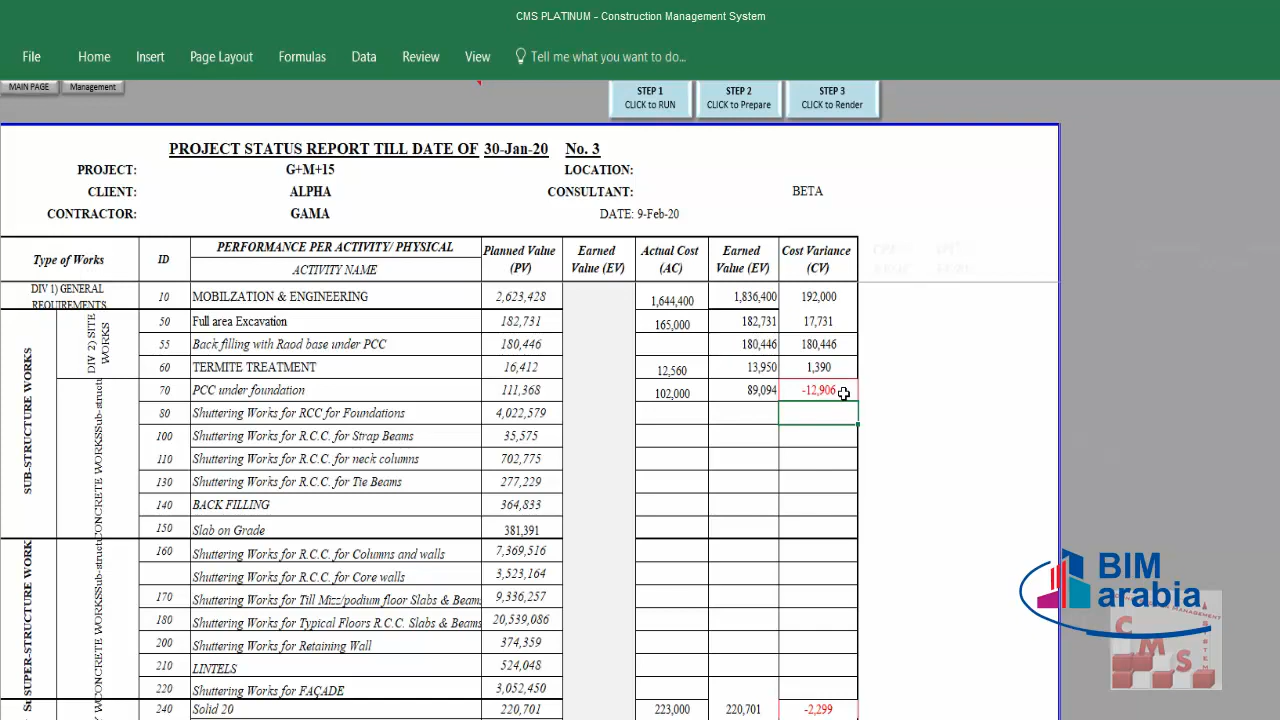 CMS PLATINUM - Construction Management System
File Home Insert Page Layout Formulas Data Review View Tell me what you want to do...
MAIN PAGE Management
STEP 1 STEP 2 STEP 3
CLICK to RUN CLICK to Prepare CLICK to Render
PROJECT STATUS REPORT TILL DATE OF 30-Jan-20 No. 3
PROJECT: G+M+15 LOCATION:
CLIENT: ALPHA CONSULTANT: BETA
CONTRACTOR: GAMA DATE: 9-Feb-20
Type of Works ID PERFORMANCE PER ACTIVITY/ PHYSICAL Planned Value Earned Actual Cost Earned Cost Variance
ACTIVITY NAME (PV) Value (EV) (AC) Value (EV) (CV)
DIV 1) GENERAL
REQUIREMENTS
10 MOBILZATION & ENGINEERING 2,623,428 1,644,400 1,836,400 192,000
SUB-STRUCTURE WORKS
DIV 2) SITE
WORKS
50 Full area Excavation 182,731 165,000 182,731 17,731
55 Back filling with Raod base under PCC 180,446 180,446 180,446
60 TERMITE TREATMENT 16,412 12,560 13,950 1,390
CONCRETE WORKSSub-struct
70 PCC under foundation 111,368 102,000 89,094 -12,906
80 Shuttering Works for RCC for Foundations 4,022,579
100 Shuttering Works for R.C.C. for Strap Beams 35,575
110 Shuttering Works for R.C.C. for neck columns 702,775
130 Shuttering Works for R.C.C. for Tie Beams 277,229
140 BACK FILLING 364,833
150 Slab on Grade 381,391
SUPER-STRUCTURE WORK
160 Shuttering Works for R.C.C. for Columns and walls 7,369,516
Shuttering Works for R.C.C. for Core walls 3,523,164
170 Shuttering Works for Till Mizz/podium floor Slabs & Beams 9,336,257
180 Shuttering Works for Typical Floors R.C.C. Slabs & Beams 20,539,086
200 Shuttering Works for Retaining Wall 374,359
210 LINTELS 524,048
220 Shuttering Works for FAÇADE 3,052,450
240 Solid 20 220,701 223,000 220,701 -2,299
BIM
arabia
CMS